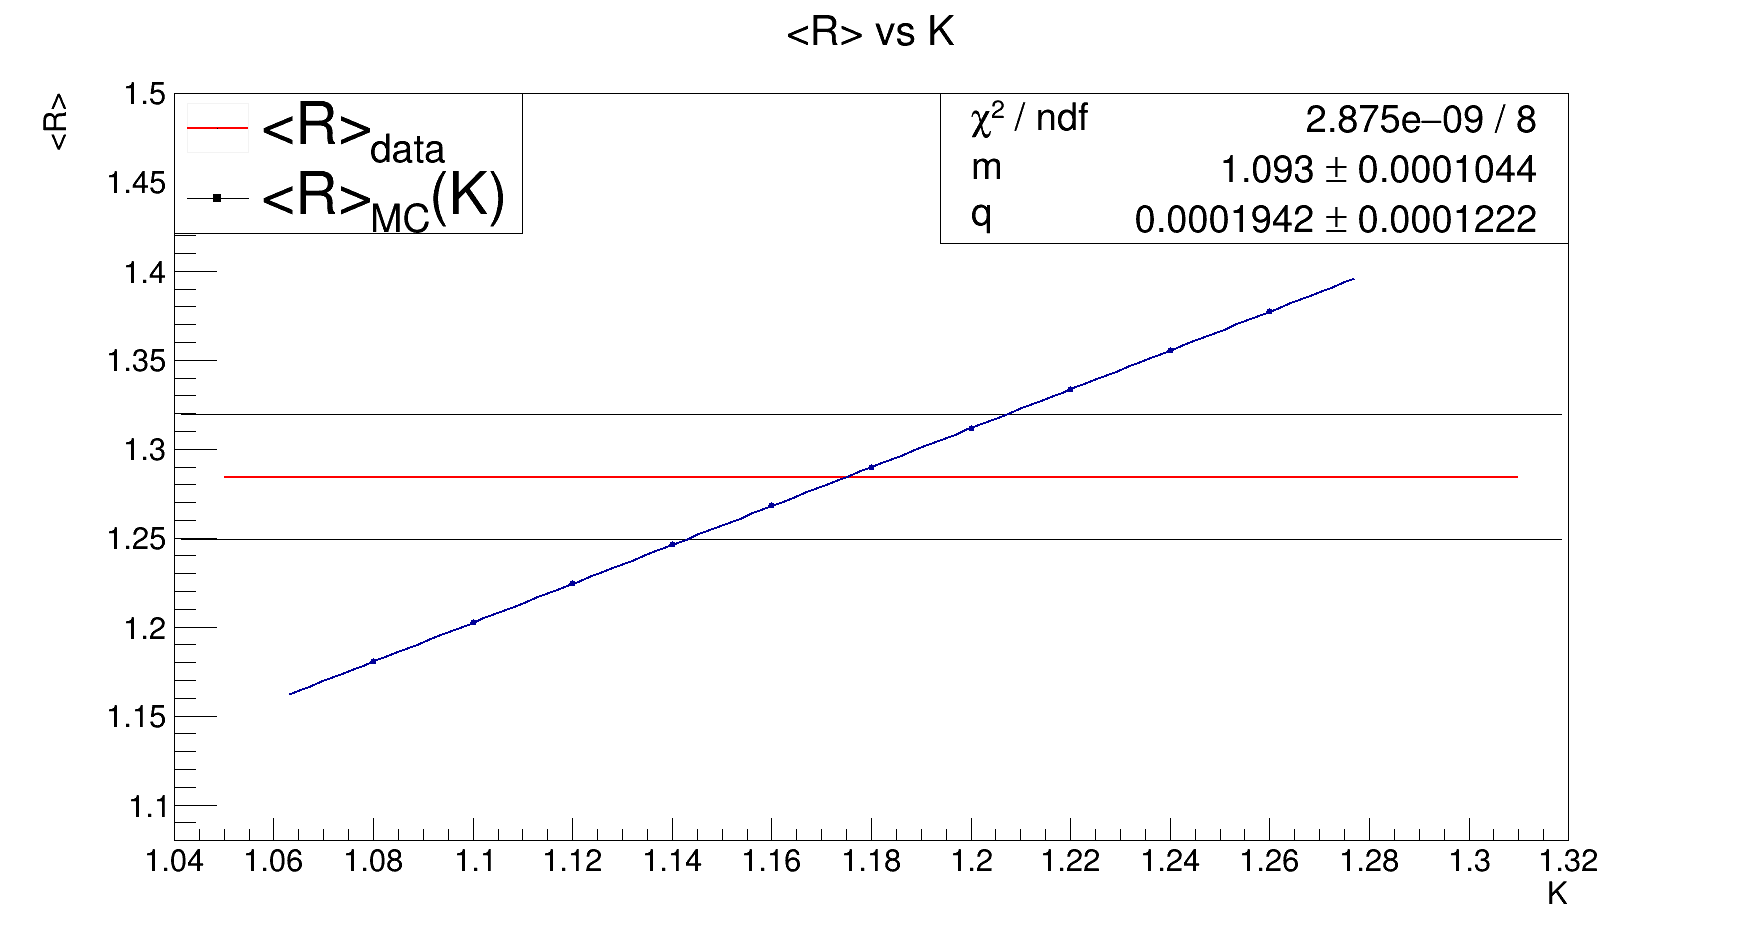 <R> vs K
<R>
<R>data
<R>MC(K)
χ² / ndf 2.875e−09 / 8
m 1.093 ± 0.0001044
q 0.0001942 ± 0.0001222
1.5
1.45
1.4
1.35
1.3
1.25
1.2
1.15
1.1
1.04 1.06 1.08 1.1 1.12 1.14 1.16 1.18 1.2 1.22 1.24 1.26 1.28 1.3 1.32
K